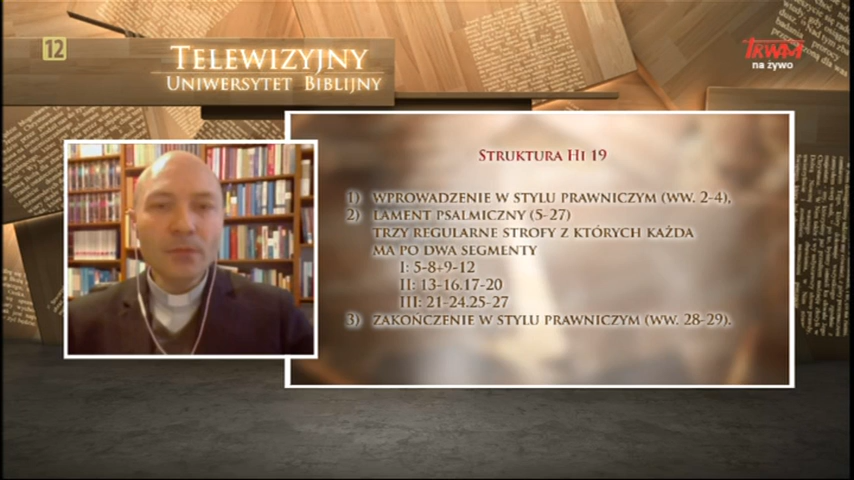 12
TELEWIZYJNY
UNIWERSYTET BIBLIJNY
TRWAM
na żywo
STRUKTURA HI 19
1) WPROWADZENIE W STYLU PRAWNICZYM (WW. 2-4),
2) LAMENT PSALMICZNY (5-27)
TRZY REGULARNE STROFY Z KTÓRYCH KAŻDA
MA PO DWA SEGMENTY
I: 5-8+9-12
II: 13-16.17-20
III: 21-24.25-27
3) ZAKOŃCZENIE W STYLU PRAWNICZYM (WW. 28-29).